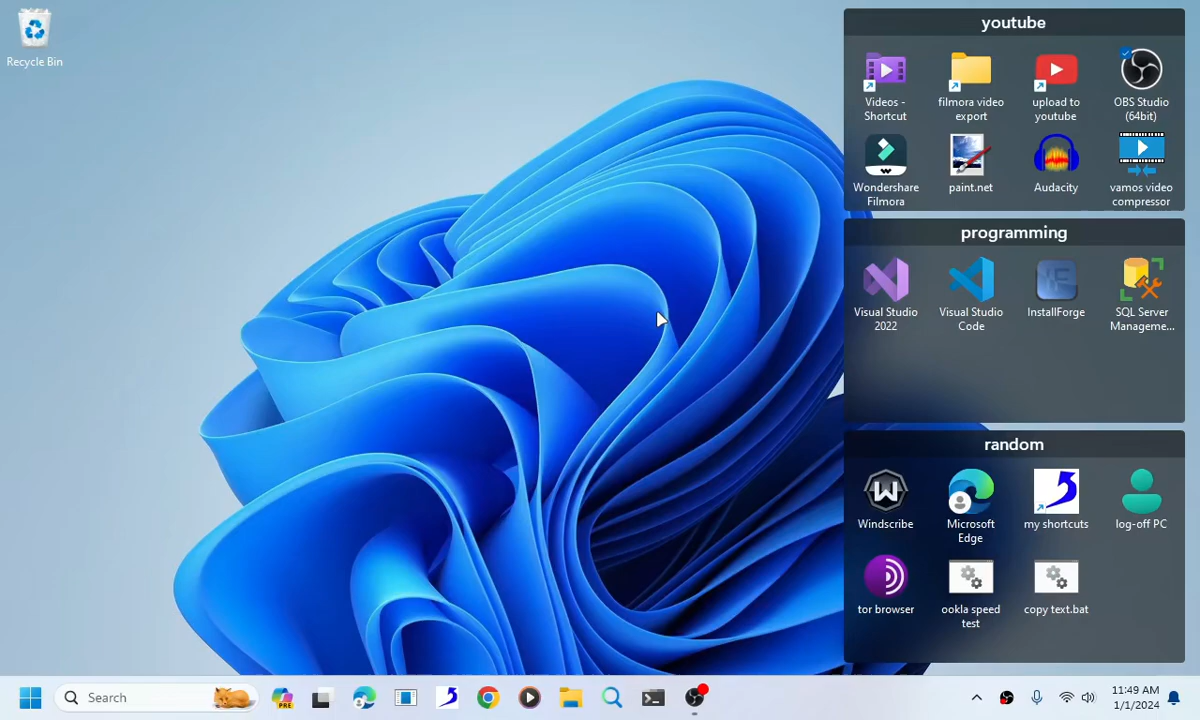 Recycle Bin
youtube
Videos -
Shortcut
filmora video
export
upload to
youtube
OBS Studio
(64bit)
Wondershare
Filmora
paint.net
Audacity
vamos video
compressor
programming
Visual Studio
2022
Visual Studio
Code
InstallForge
SQL Server
Manageme...
random
Windscribe
Microsoft
Edge
my shortcuts
log-off PC
tor browser
ookla speed
test
copy text.bat
Search
PRE
11:49 AM
1/1/2024